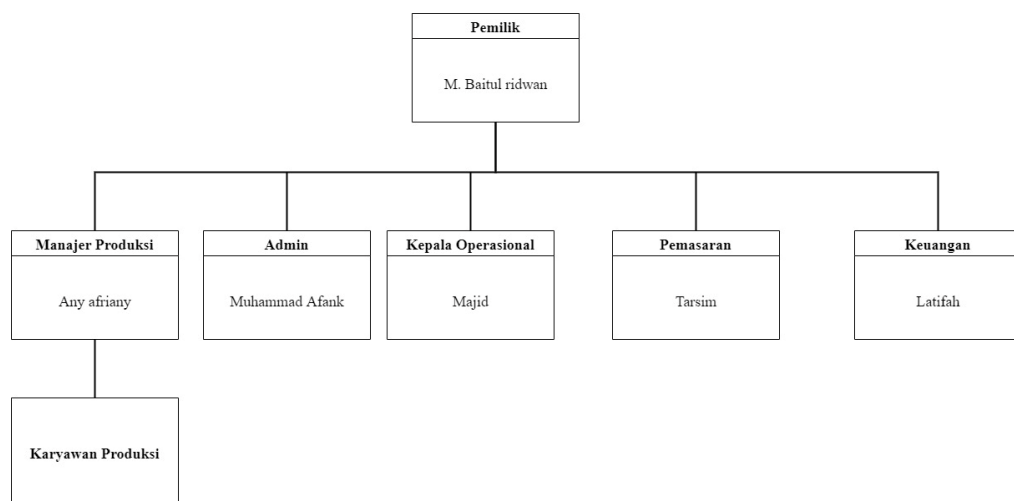 Pemilik
M. Baitul ridwan
Manajer Produksi
Any afriany
Admin
Muhammad Afank
Kepala Operasional
Majid
Pemasaran
Tarsim
Keuangan
Latifah
Karyawan Produksi